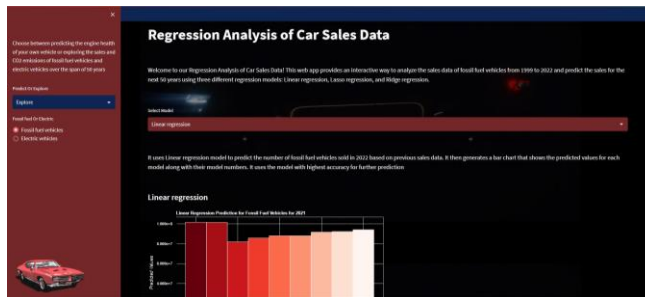 ×
Choose between predicting the engine health
of your own vehicle or exploring the sales and
CO2 emissions of fossil fuel vehicles and
electric vehicles over the span of 50 years
Predict Or Explore:
Explore
Fossil fuel Or Electric:
Fossil fuel vehicles
Electric vehicles
Regression Analysis of Car Sales Data
Welcome to our Regression Analysis of Car Sales Data! This web app provides an interactive way to analyze the sales data of fossil fuel vehicles from 1999 to 2022 and predict the sales for the
next 50 years using three different regression models: Linear regression, Lasso regression, and Ridge regression.
Select Model
Linear regression
It uses Linear regression model to predict the number of fossil fuel vehicles sold in 2022 based on previous sales data. It then generates a bar chart that shows the predicted values for each
model along with their model numbers. It uses the model with highest accuracy for further prediction
Linear regression
Linear Regression Prediction for Fossil Fuel Vehicles for 2021
Predicted Values